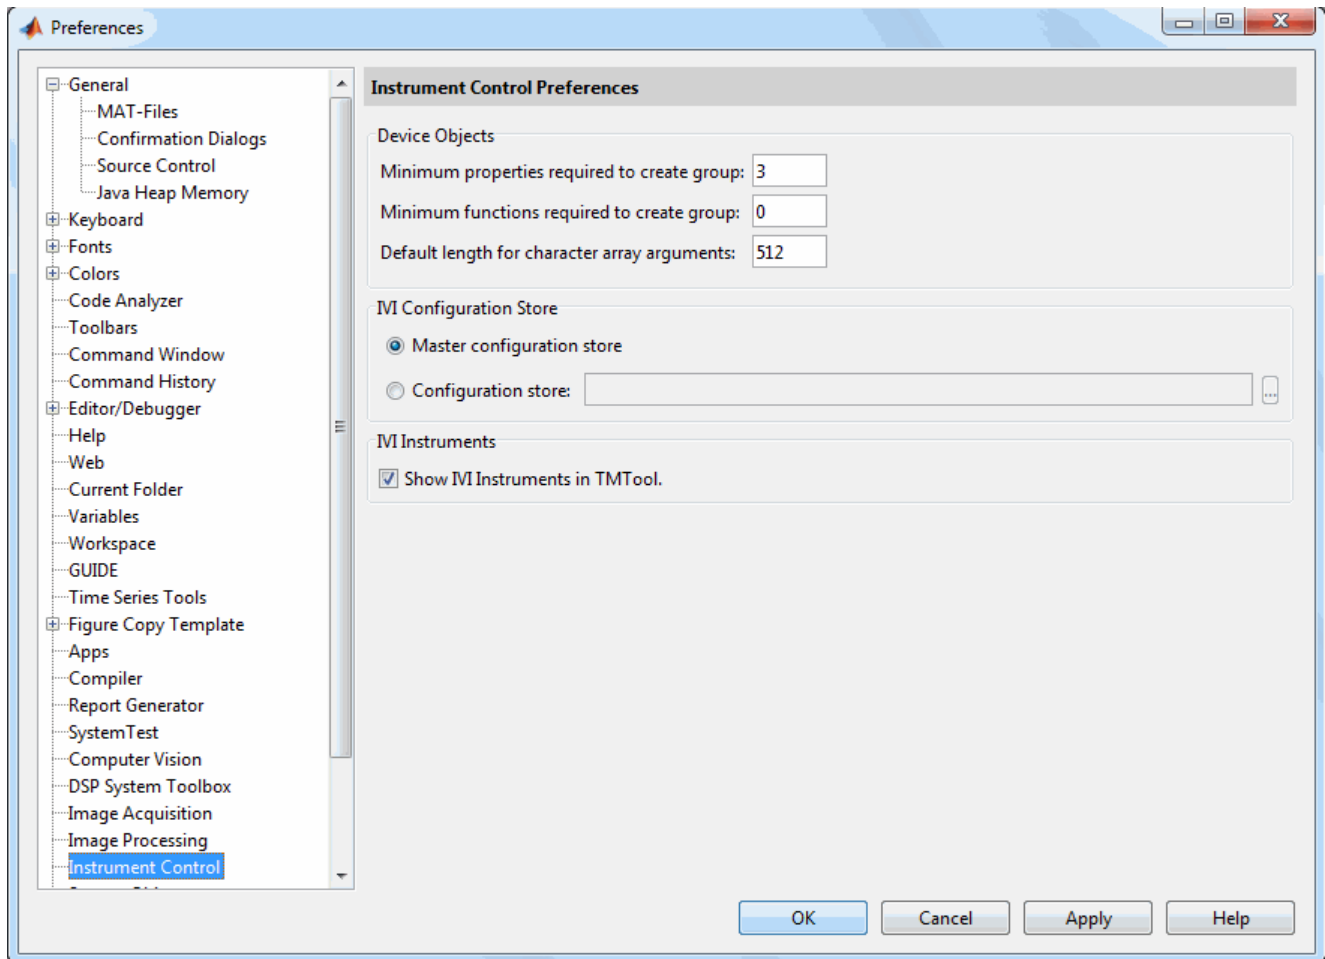 Preferences
General
MAT-Files
Confirmation Dialogs
Source Control
Java Heap Memory
Keyboard
Fonts
Colors
Code Analyzer
Toolbars
Command Window
Command History
Editor/Debugger
Help
Web
Current Folder
Variables
Workspace
GUIDE
Time Series Tools
Figure Copy Template
Apps
Compiler
Report Generator
SystemTest
Computer Vision
DSP System Toolbox
Image Acquisition
Image Processing
Instrument Control
Instrument Control Preferences
Device Objects
Minimum properties required to create group: 3
Minimum functions required to create group: 0
Default length for character array arguments: 512
IVI Configuration Store
Master configuration store
Configuration store:
...
IVI Instruments
Show IVI Instruments in TMTool.
OK Cancel Apply Help